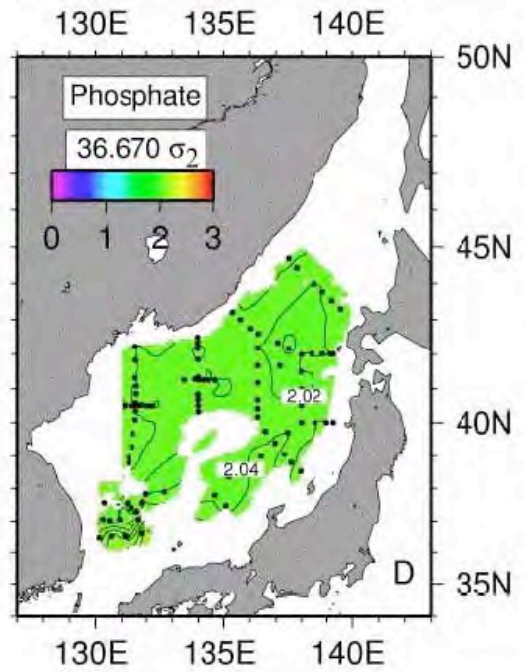 130E 135E 140E
50N
Phosphate
36.670 σ₂
0 1 2 3
45N
2.02
40N
2.04
D
35N
130E 135E 140E